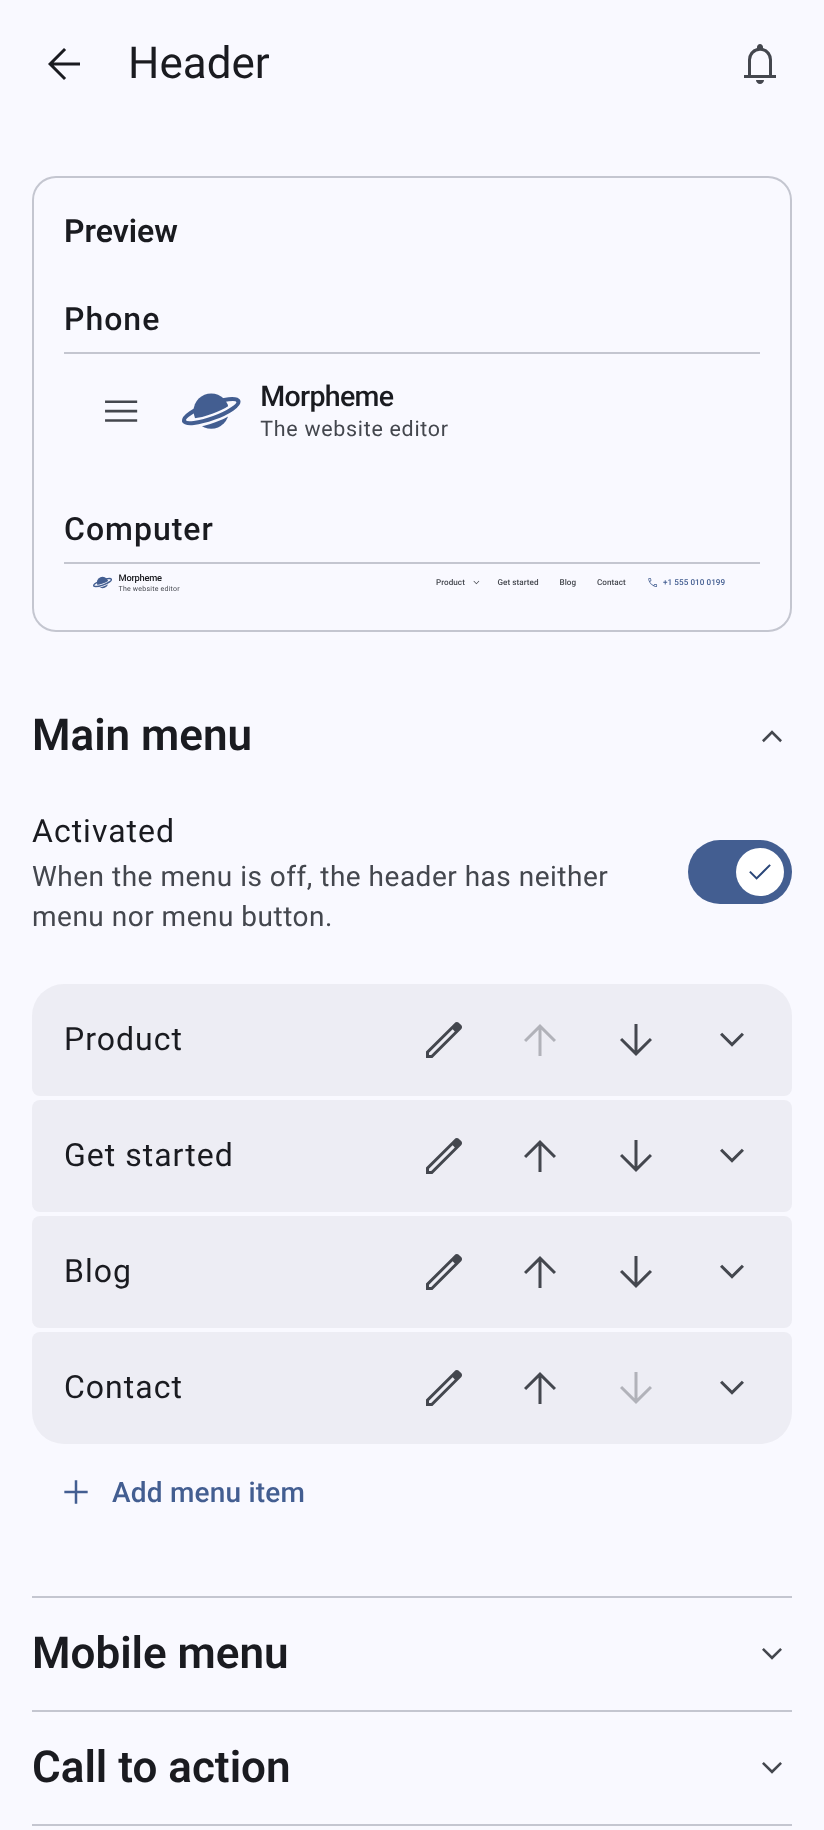 Header
Preview
Phone
Morpheme
The website editor
Computer
Morpheme
The website editor
Product Get started Blog Contact +1 555 010 0199
Main menu
Activated
When the menu is off, the header has neither
menu nor menu button.
Product
Get started
Blog
Contact
Add menu item
Mobile menu
Call to action